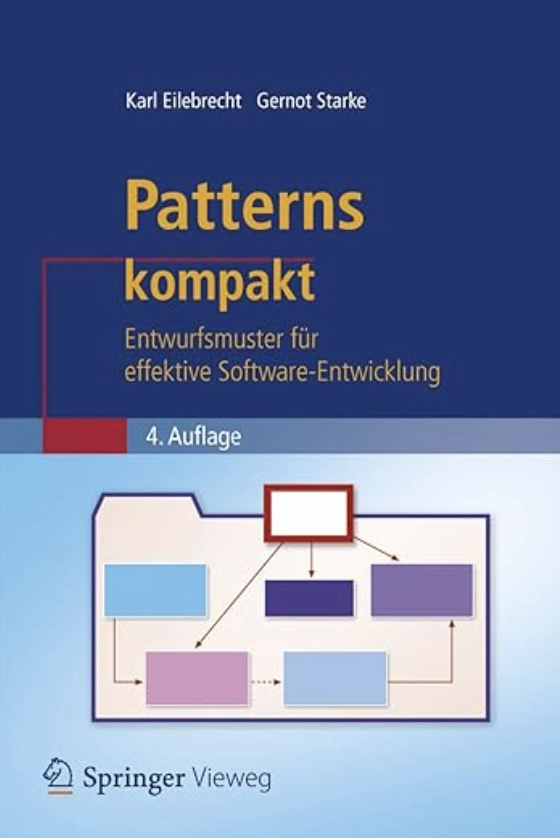 Karl Eilebrecht Gernot Starke
Patterns
kompakt
Entwurfsmuster für
effektive Software-Entwicklung
4. Auflage
Springer Vieweg